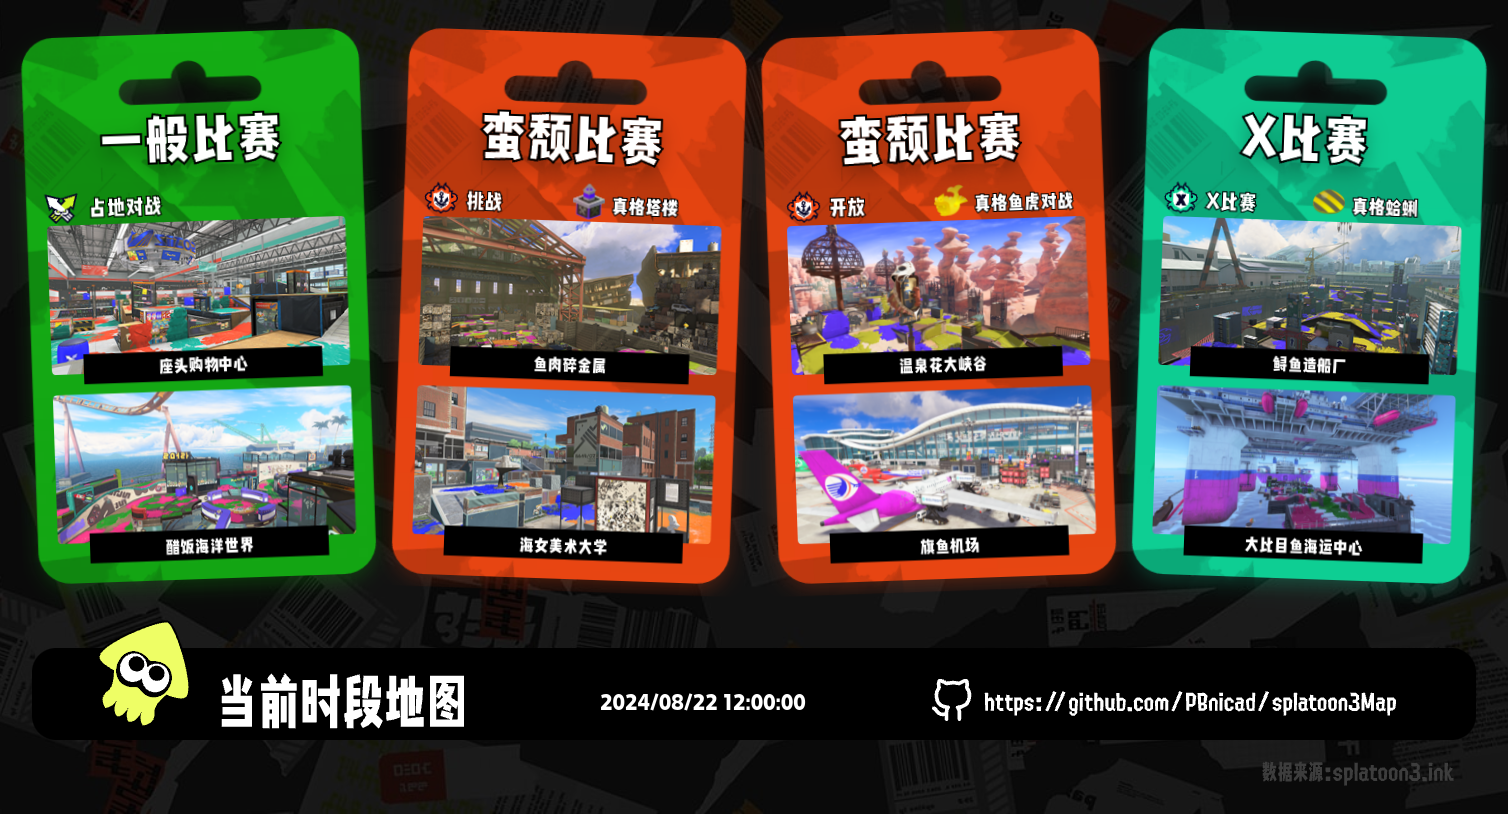 一般比赛
占地对战
座头购物中心
醋饭海洋世界
蛮颓比赛
挑战
真格塔楼
鱼肉碎金属
海女美术大学
蛮颓比赛
开放
真格鱼虎对战
温泉花大峡谷
旗鱼机场
X比赛
X比赛
真格蛤蜊
鲟鱼造船厂
大比目鱼海运中心
当前时段地图
2024/08/22 12:00:00
https://github.com/PBnicad/splatoon3Map
数据来源:splatoon3.ink